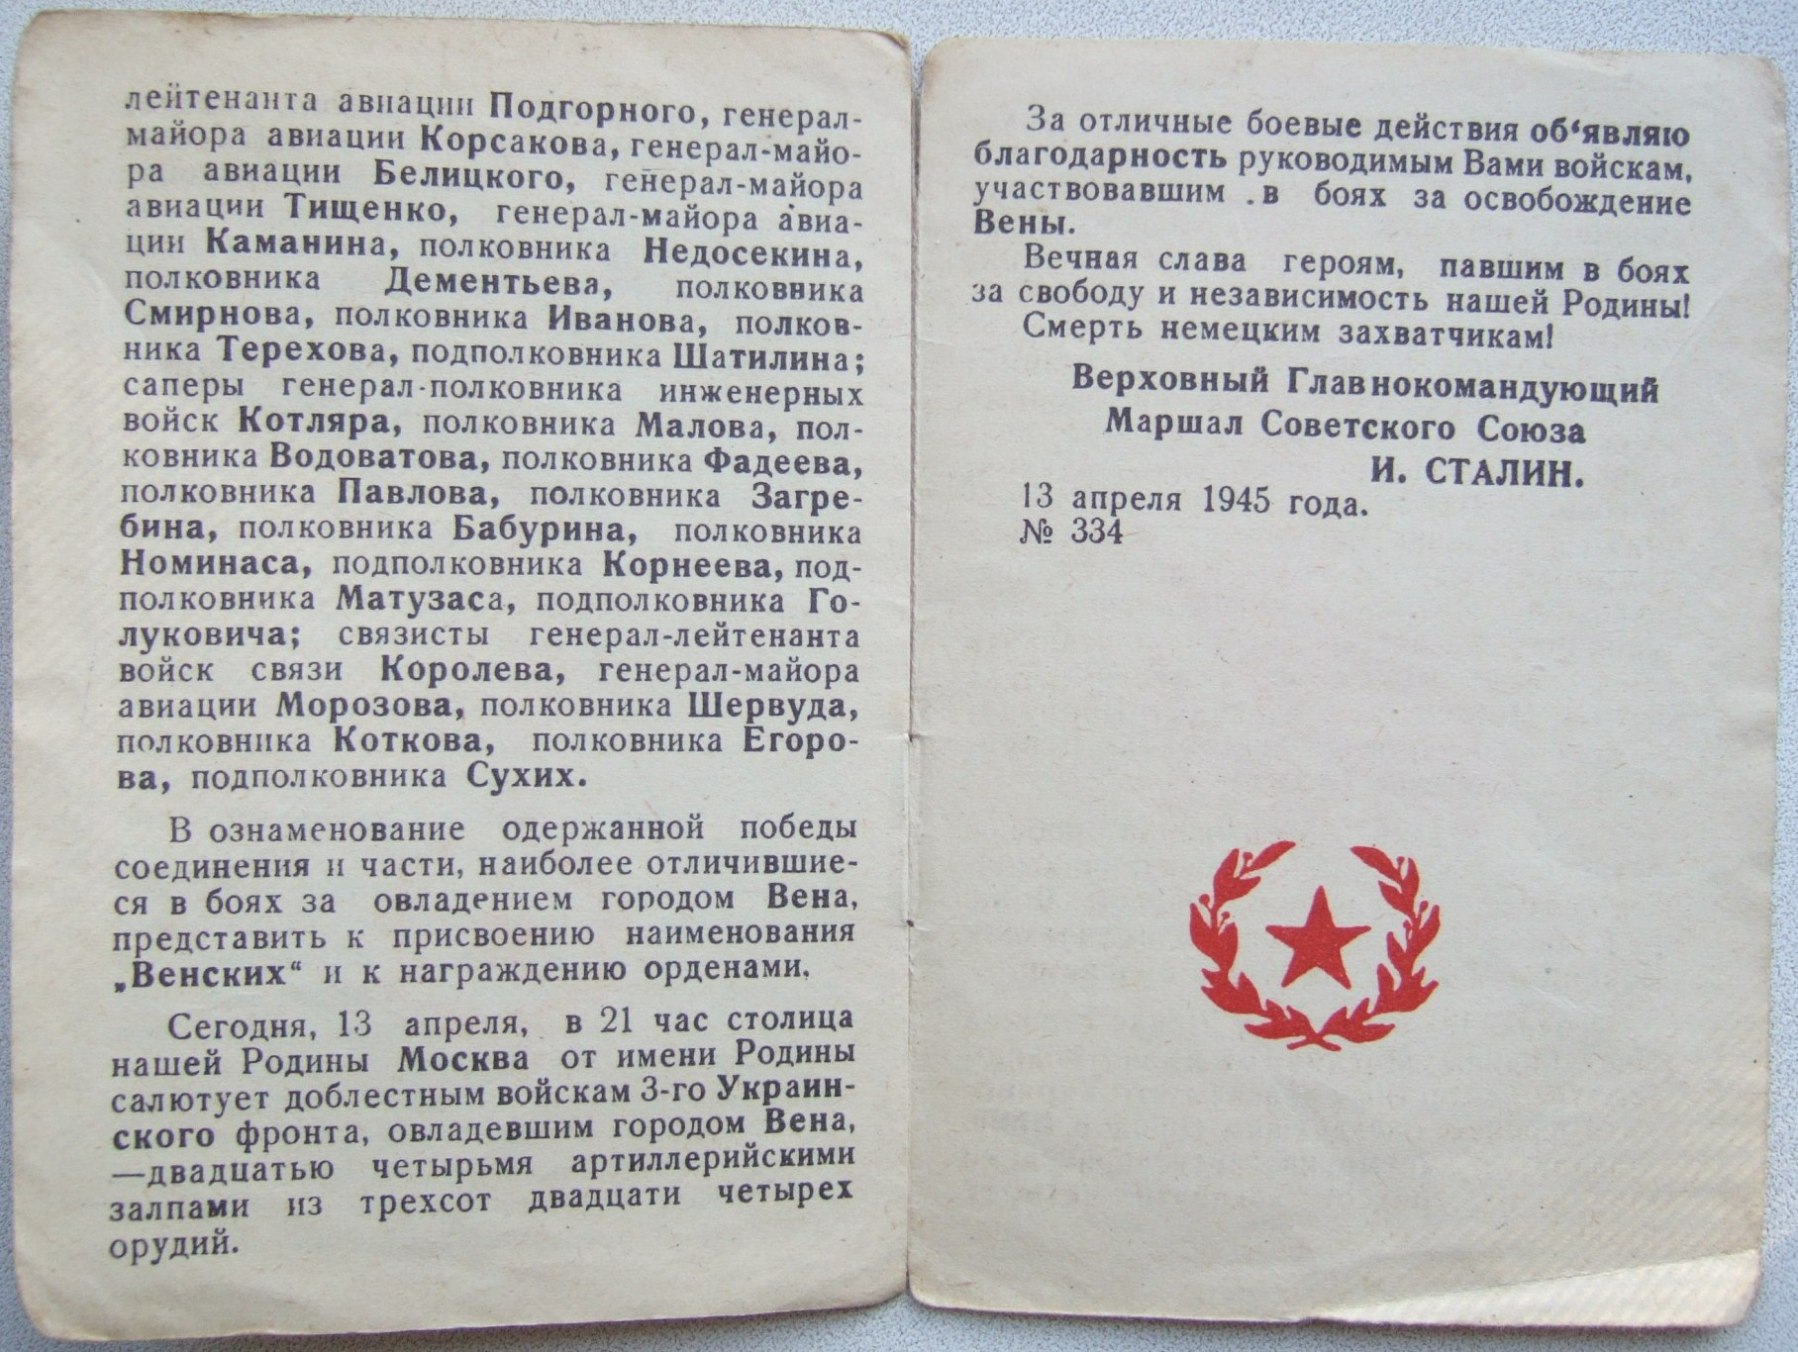 лейтенанта авиации Подгорного, генерал-
майора авиации Корсакова, генерал-майо-
ра авиации Белицкого, генерал-майора
авиации Тищенко, генерал-майора авиа-
ции Каманина, полковника Недосекина,
полковника Дементьева, полковника
Смирнова, полковника Иванова, полков-
ника Терехова, подполковника Шатилина;
саперы генерал-полковника инженерных
войск Котляра, полковника Малова, пол-
ковника Водоватова, полковника Фадеева,
полковника Павлова, полковника Загре-
бина, полковника Бабурина, полковника
Номинаса, подполковника Корнеева, под-
полковника Матузаса, подполковника Го-
луковича; связисты генерал-лейтенанта
войск связи Королева, генерал-майора
авиации Морозова, полковника Шервуда,
полковника Коткова, полковника Егоро-
ва, подполковника Сухих.
В ознаменование одержанной победы
соединения и части, наиболее отличившие-
ся в боях за овладением городом Вена,
представить к присвоению наименования
„Венских“ и к награждению орденами.
Сегодня, 13 апреля, в 21 час столица
нашей Родины Москва от имени Родины
салютует доблестным войскам 3-го Украин-
ского фронта, овладевшим городом Вена,
—двадцатью четырьмя артиллерийскими
залпами из трехсот двадцати четырех
орудий.
За отличные боевые действия об‘являю
благодарность руководимым Вами войскам,
участвовавшим в боях за освобождение
Вены.
Вечная слава героям, павшим в боях
за свободу и независимость нашей Родины!
Смерть немецким захватчикам!
Верховный Главнокомандующий
Маршал Советского Союза
И. СТАЛИН.
13 апреля 1945 года.
№ 334